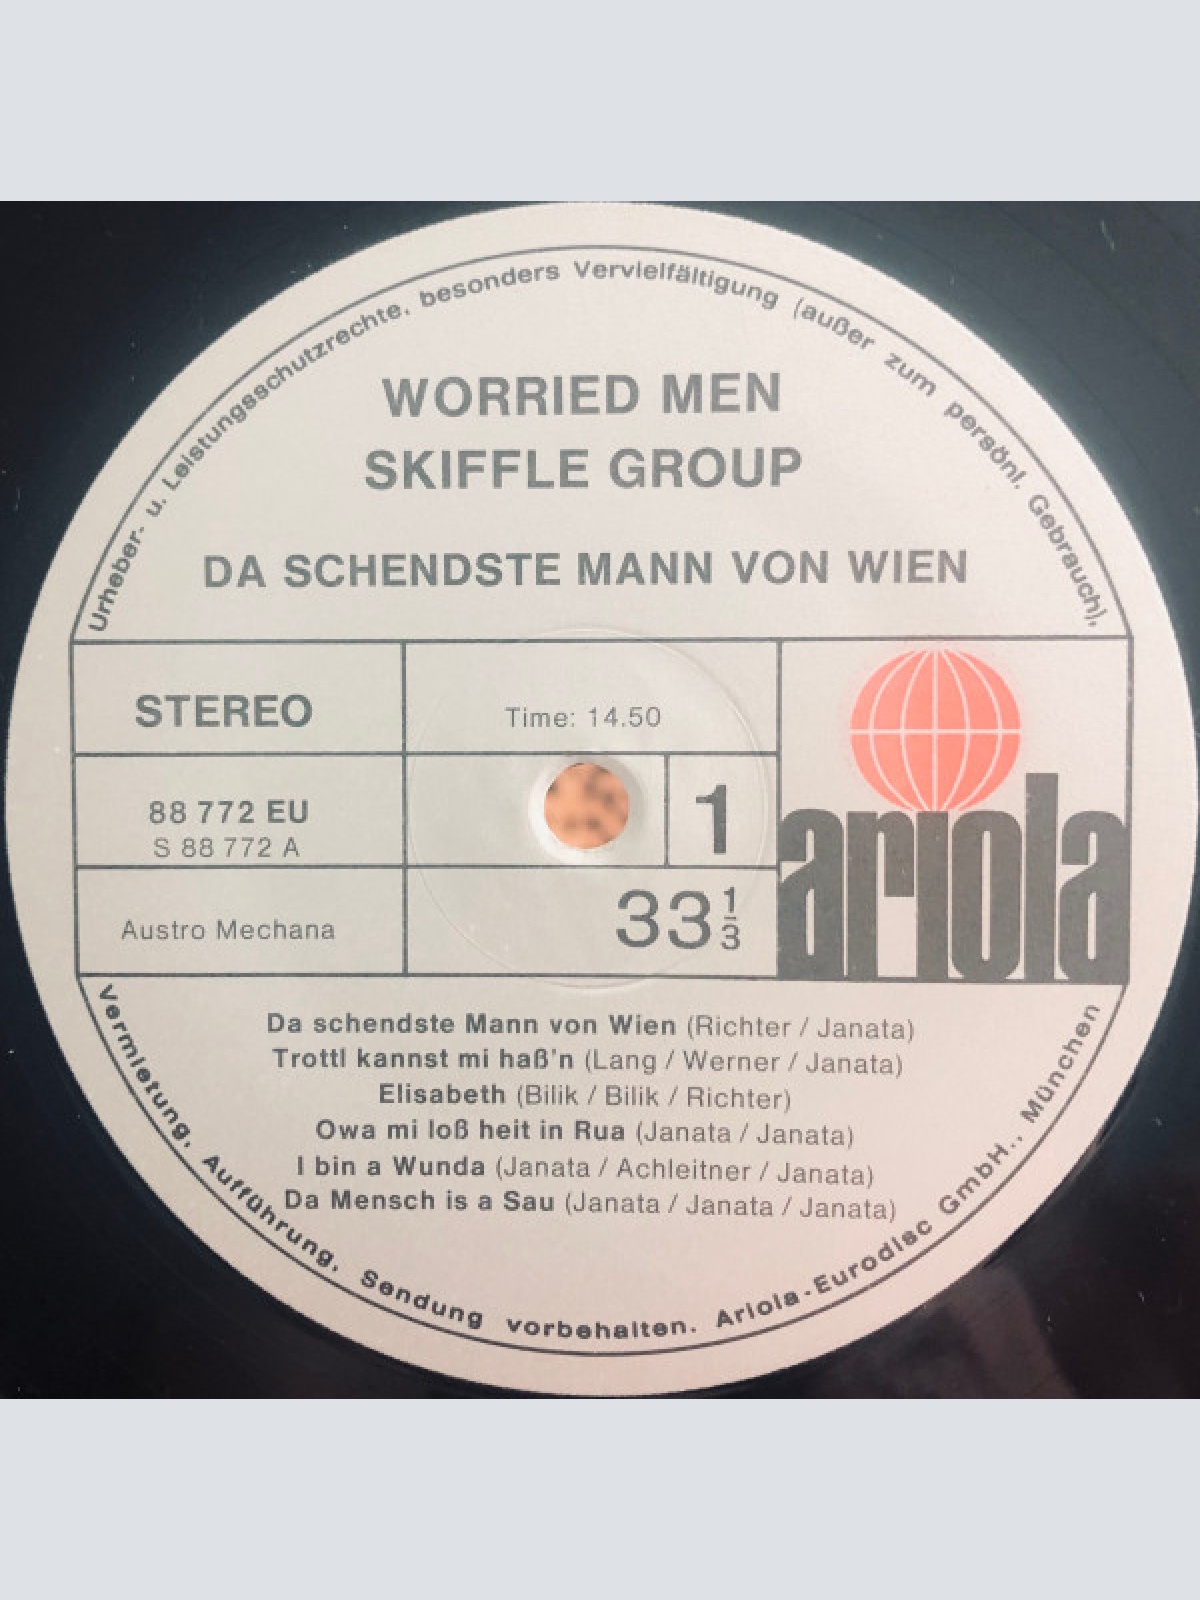 Urheber- u. Leistungsschutzrechte, besonders Vervielfältigung (außer zum persönl. Gebrauch),
WORRIED MEN
SKIFFLE GROUP
DA SCHENDSTE MANN VON WIEN
STEREO
Time: 14.50
88 772 EU
S 88 772 A
1
Austro Mechana
33 1/3
ariola
Da schendste Mann von Wien (Richter / Janata)
Trottl kannst mi haß'n (Lang / Werner / Janata)
Elisabeth (Bilik / Bilik / Richter)
Owa mi loß heit in Rua (Janata / Janata)
I bin a Wunda (Janata / Achleitner / Janata)
Da Mensch is a Sau (Janata / Janata / Janata)
Vermietung, Aufführung, Sendung vorbehalten. Ariola-Eurodisc GmbH., München